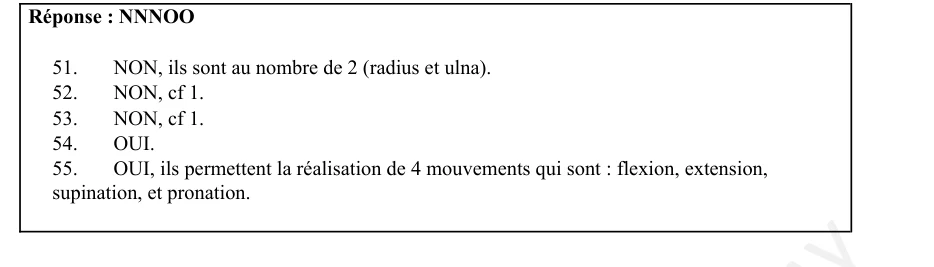 Réponse : NNNOO
51. NON, ils sont au nombre de 2 (radius et ulna).
52. NON, cf 1.
53. NON, cf 1.
54. OUI.
55. OUI, ils permettent la réalisation de 4 mouvements qui sont : flexion, extension,
supination, et pronation.